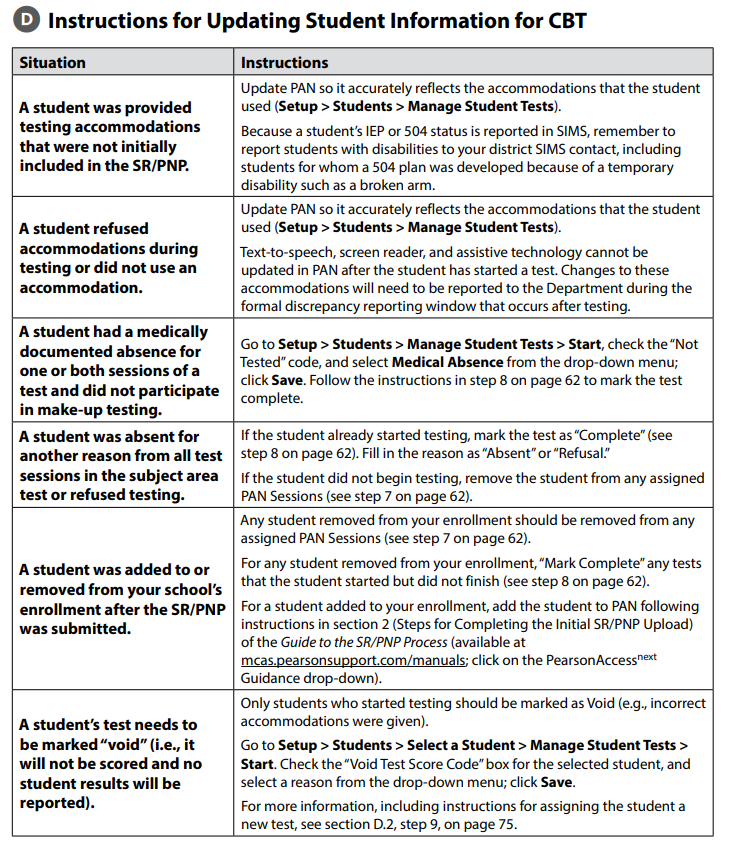 D Instructions for Updating Student Information for CBT
Situation
Instructions
A student was provided
testing accommodations
that were not initially
included in the SR/PNP.
Update PAN so it accurately reflects the accommodations that the student
used (Setup > Students > Manage Student Tests).
Because a student's IEP or 504 status is reported in SIMS, remember to
report students with disabilities to your district SIMS contact, including
students for whom a 504 plan was developed because of a temporary
disability such as a broken arm.
A student refused
accommodations during
testing or did not use an
accommodation.
Update PAN so it accurately reflects the accommodations that the student
used (Setup > Students > Manage Student Tests).
Text-to-speech, screen reader, and assistive technology cannot be
updated in PAN after the student has started a test. Changes to these
accommodations will need to be reported to the Department during the
formal discrepancy reporting window that occurs after testing.
A student had a medically
documented absence for
one or both sessions of a
test and did not participate
in make-up testing.
Go to Setup > Students > Manage Student Tests > Start, check the "Not
Tested" code, and select Medical Absence from the drop-down menu;
click Save. Follow the instructions in step 8 on page 62 to mark the test
complete.
A student was absent for
another reason from all test
sessions in the subject area
test or refused testing.
If the student already started testing, mark the test as "Complete" (see
step 8 on page 62). Fill in the reason as "Absent" or "Refusal."
If the student did not begin testing, remove the student from any assigned
PAN Sessions (see step 7 on page 62).
A student was added to or
removed from your school's
enrollment after the SR/PNP
was submitted.
Any student removed from your enrollment should be removed from any
assigned PAN Sessions (see step 7 on page 62).
For any student removed from your enrollment, "Mark Complete" any tests
that the student started but did not finish (see step 8 on page 62).
For a student added to your enrollment, add the student to PAN following
instructions in section 2 (Steps for Completing the Initial SR/PNP Upload)
of the Guide to the SR/PNP Process (available at
mcas.pearsonsupport.com/manuals; click on the PearsonAccessnext
Guidance drop-down).
A student's test needs to
be marked "void" (i.e., it
will not be scored and no
student results will be
reported).
Only students who started testing should be marked as Void (e.g., incorrect
accommodations were given).
Go to Setup > Students > Select a Student > Manage Student Tests >
Start. Check the "Void Test Score Code" box for the selected student, and
select a reason from the drop-down menu; click Save.
For more information, including instructions for assigning the student a
new test, see section D.2, step 9, on page 75.